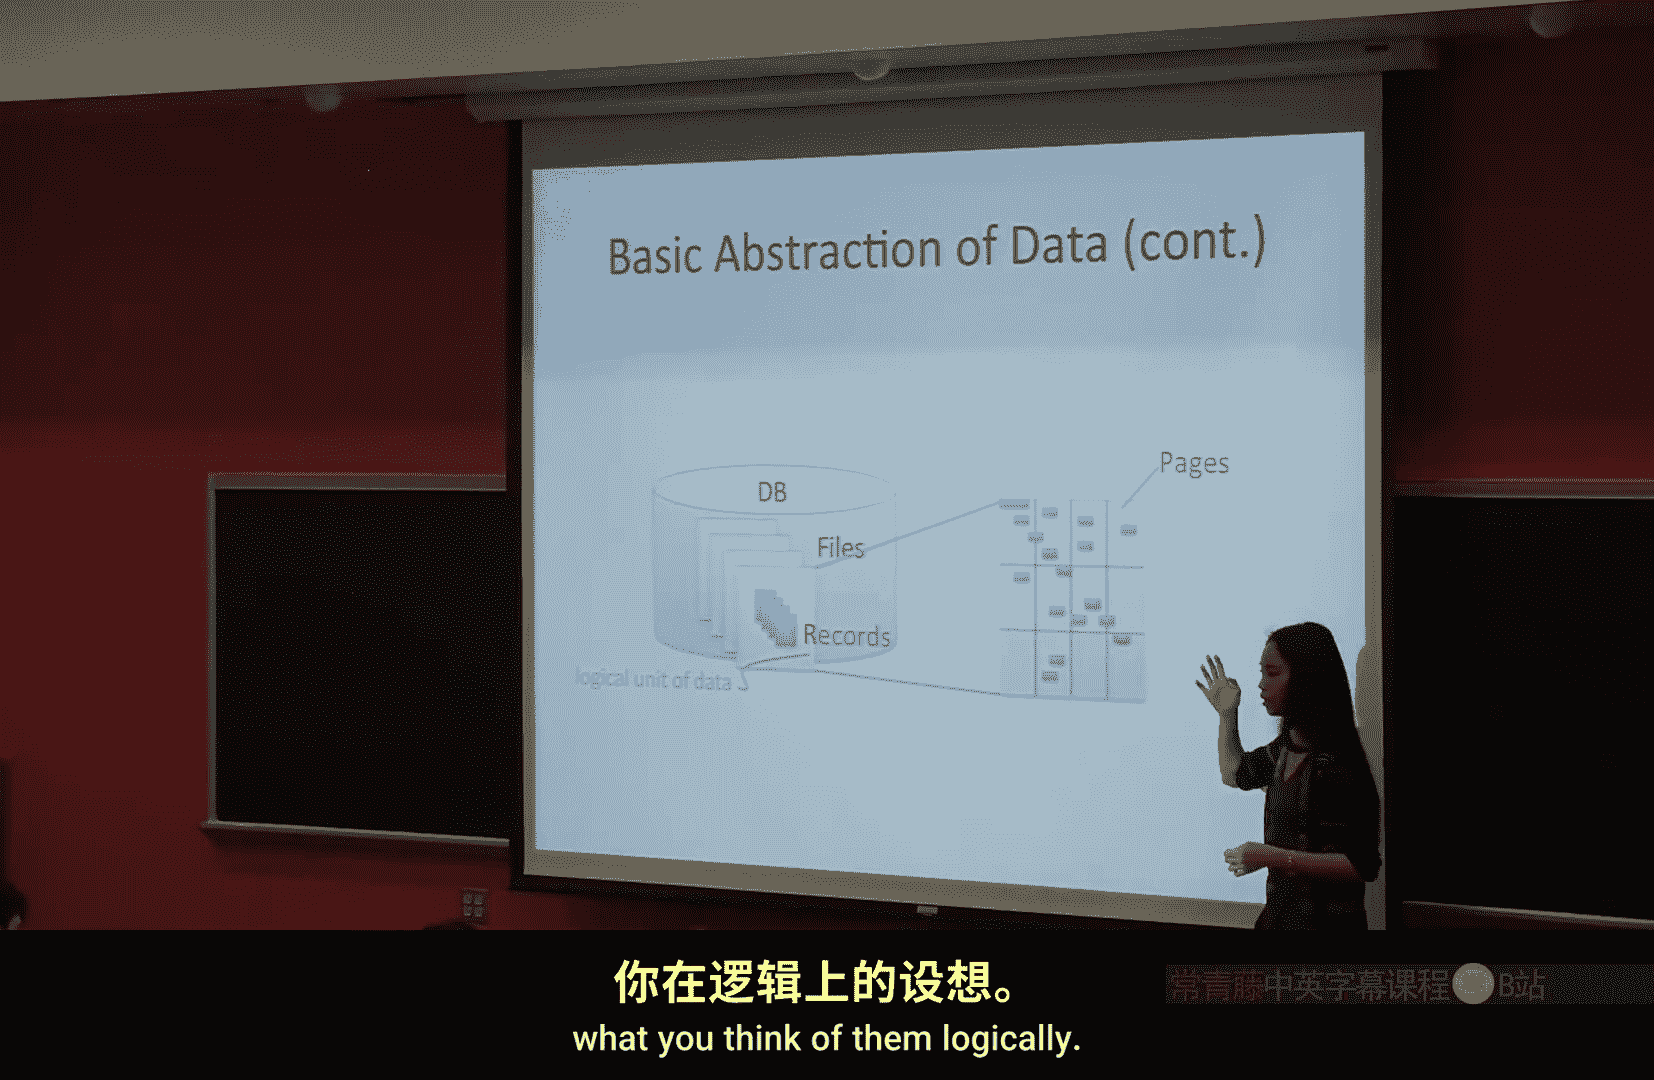 Basic Abstraction of Data (cont.)
Pages
DB
Files
Records
logical unit of data
你在逻辑上的设想。
常青藤中英字幕课程 B站
what you think of them logically.